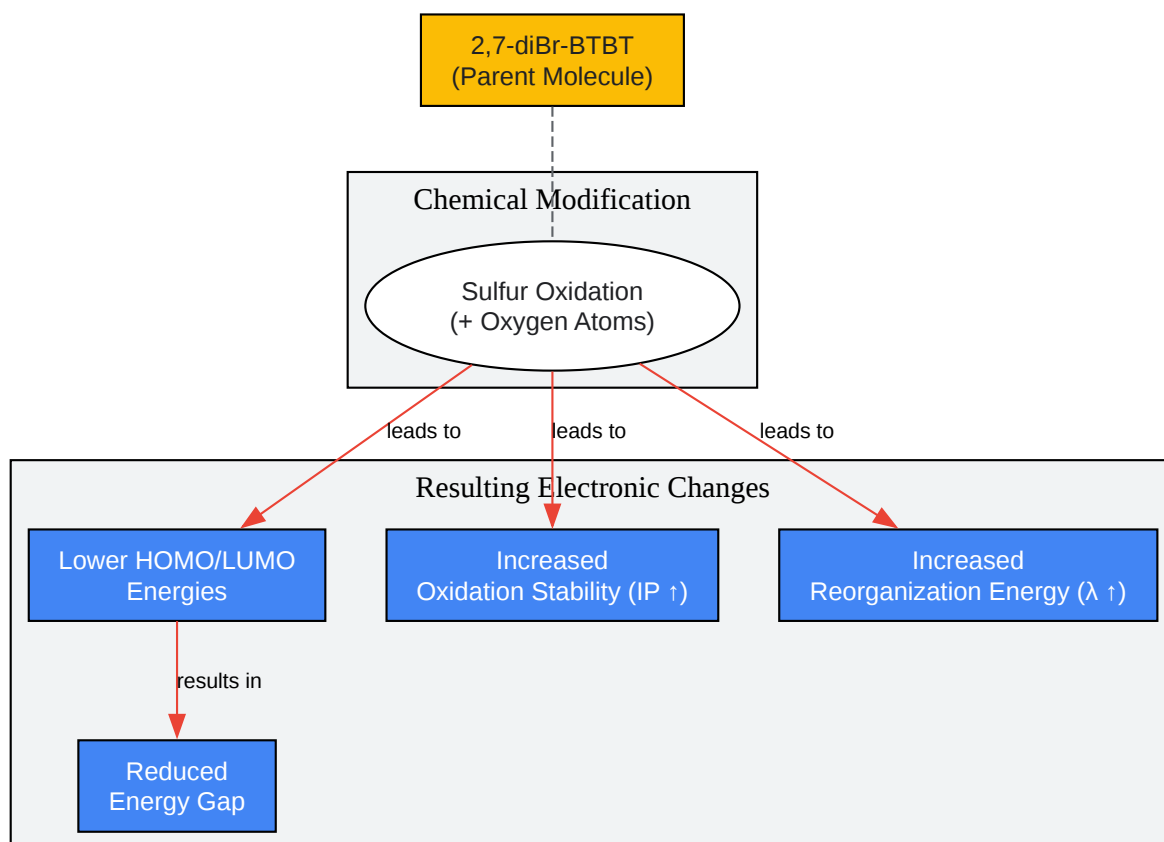 2,7-diBr-BTBT
(Parent Molecule)
Chemical Modification
Sulfur Oxidation
(+ Oxygen Atoms)
leads to
leads to
leads to
Resulting Electronic Changes
Lower HOMO/LUMO
Energies
Increased
Oxidation Stability (IP ↑)
Increased
Reorganization Energy (λ ↑)
results in
Reduced
Energy Gap